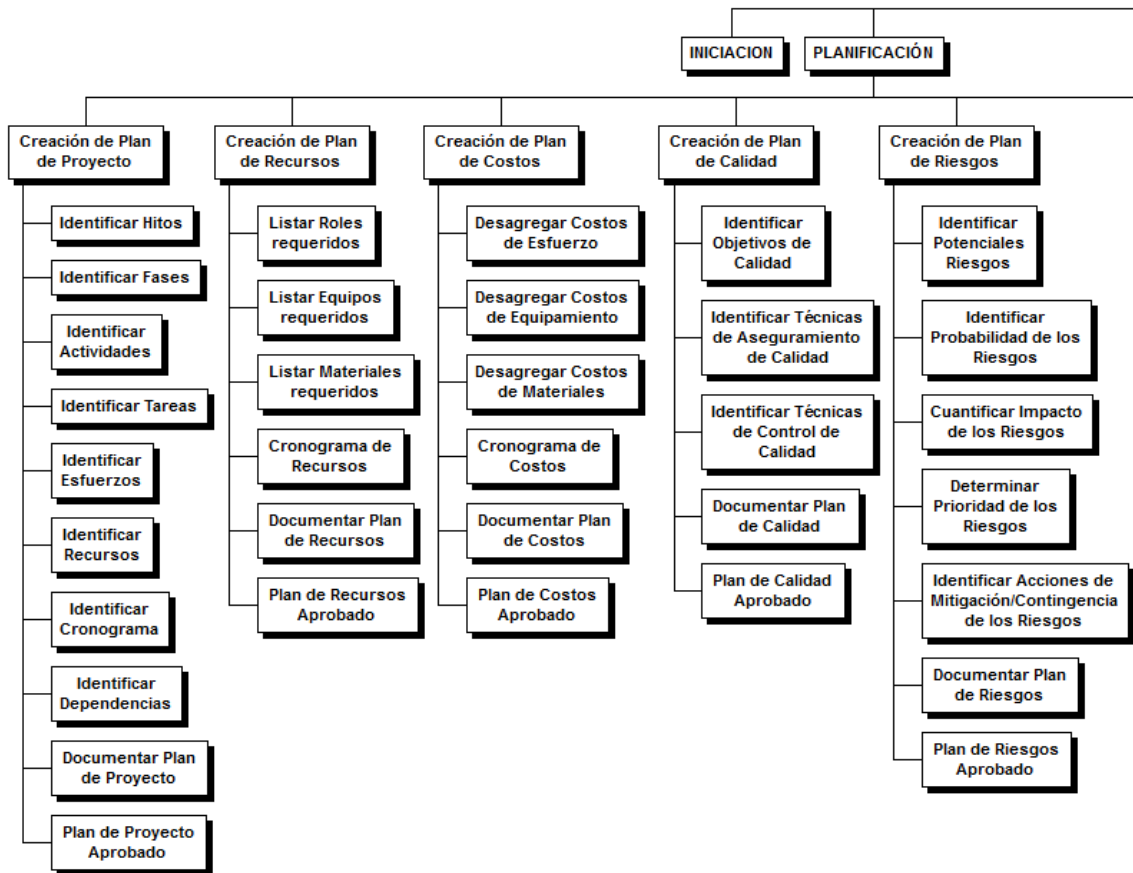 INICIACION
PLANIFICACIÓN
Creación de Plan
de Proyecto
Identificar Hitos
Identificar Fases
Identificar
Actividades
Identificar Tareas
Identificar
Esfuerzos
Identificar
Recursos
Identificar
Cronograma
Identificar
Dependencias
Documentar Plan
de Proyecto
Plan de Proyecto
Aprobado
Creación de Plan
de Recursos
Listar Roles
requeridos
Listar Equipos
requeridos
Listar Materiales
requeridos
Cronograma de
Recursos
Documentar Plan
de Recursos
Plan de Recursos
Aprobado
Creación de Plan
de Costos
Desagregar Costos
de Esfuerzo
Desagregar Costos
de Equipamiento
Desagregar Costos
de Materiales
Cronograma de
Costos
Documentar Plan
de Costos
Plan de Costos
Aprobado
Creación de Plan
de Calidad
Identificar
Objetivos de
Calidad
Identificar Técnicas
de Aseguramiento
de Calidad
Identificar Técnicas
de Control de
Calidad
Documentar Plan
de Calidad
Plan de Calidad
Aprobado
Creación de Plan
de Riesgos
Identificar
Potenciales
Riesgos
Identificar
Probabilidad de los
Riesgos
Cuantificar Impacto
de los Riesgos
Determinar
Prioridad de los
Riesgos
Identificar Acciones de
Mitigación/Contingencia
de los Riesgos
Documentar Plan
de Riesgos
Plan de Riesgos
Aprobado